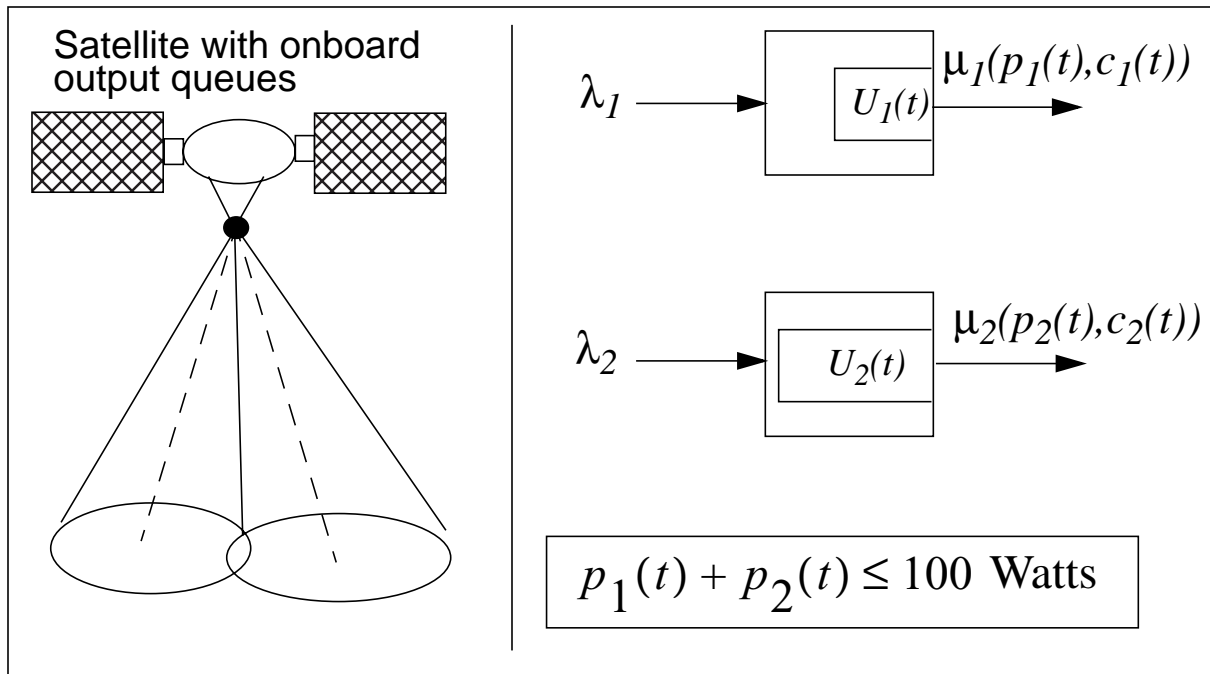 Satellite with onboard
output queues
λ₁
U₁(t)
μ₁(p₁(t),c₁(t))
λ₂
U₂(t)
μ₂(p₂(t),c₂(t))
p₁(t) + p₂(t) ≤ 100 Watts